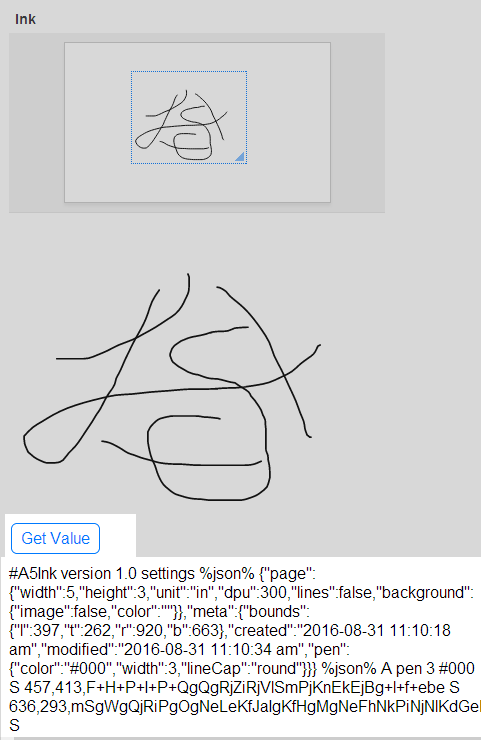 Ink
Get Value
#A5Ink version 1.0 settings %json% {"page":
{"width":5,"height":3,"unit":"in","dpu":300,"lines":false,"background":
{"image":false,"color":""}},"meta":{"bounds":
{"l":397,"t":262,"r":920,"b":663},"created":"2016-08-31 11:10:18
am","modified":"2016-08-31 11:10:34 am","pen":
{"color":"#000","width":3,"lineCap":"round"}}} %json% A pen 3 #000
S 457,413,F+H+P+I+P+QgQgRjZiRjVlSmPjKnEkEjBg+I+f+ebe S
636,293,mSgWgQjRiPgOgNeLeKfJaIgKfHgMgNeFhNkPiNjNlKdGel
S